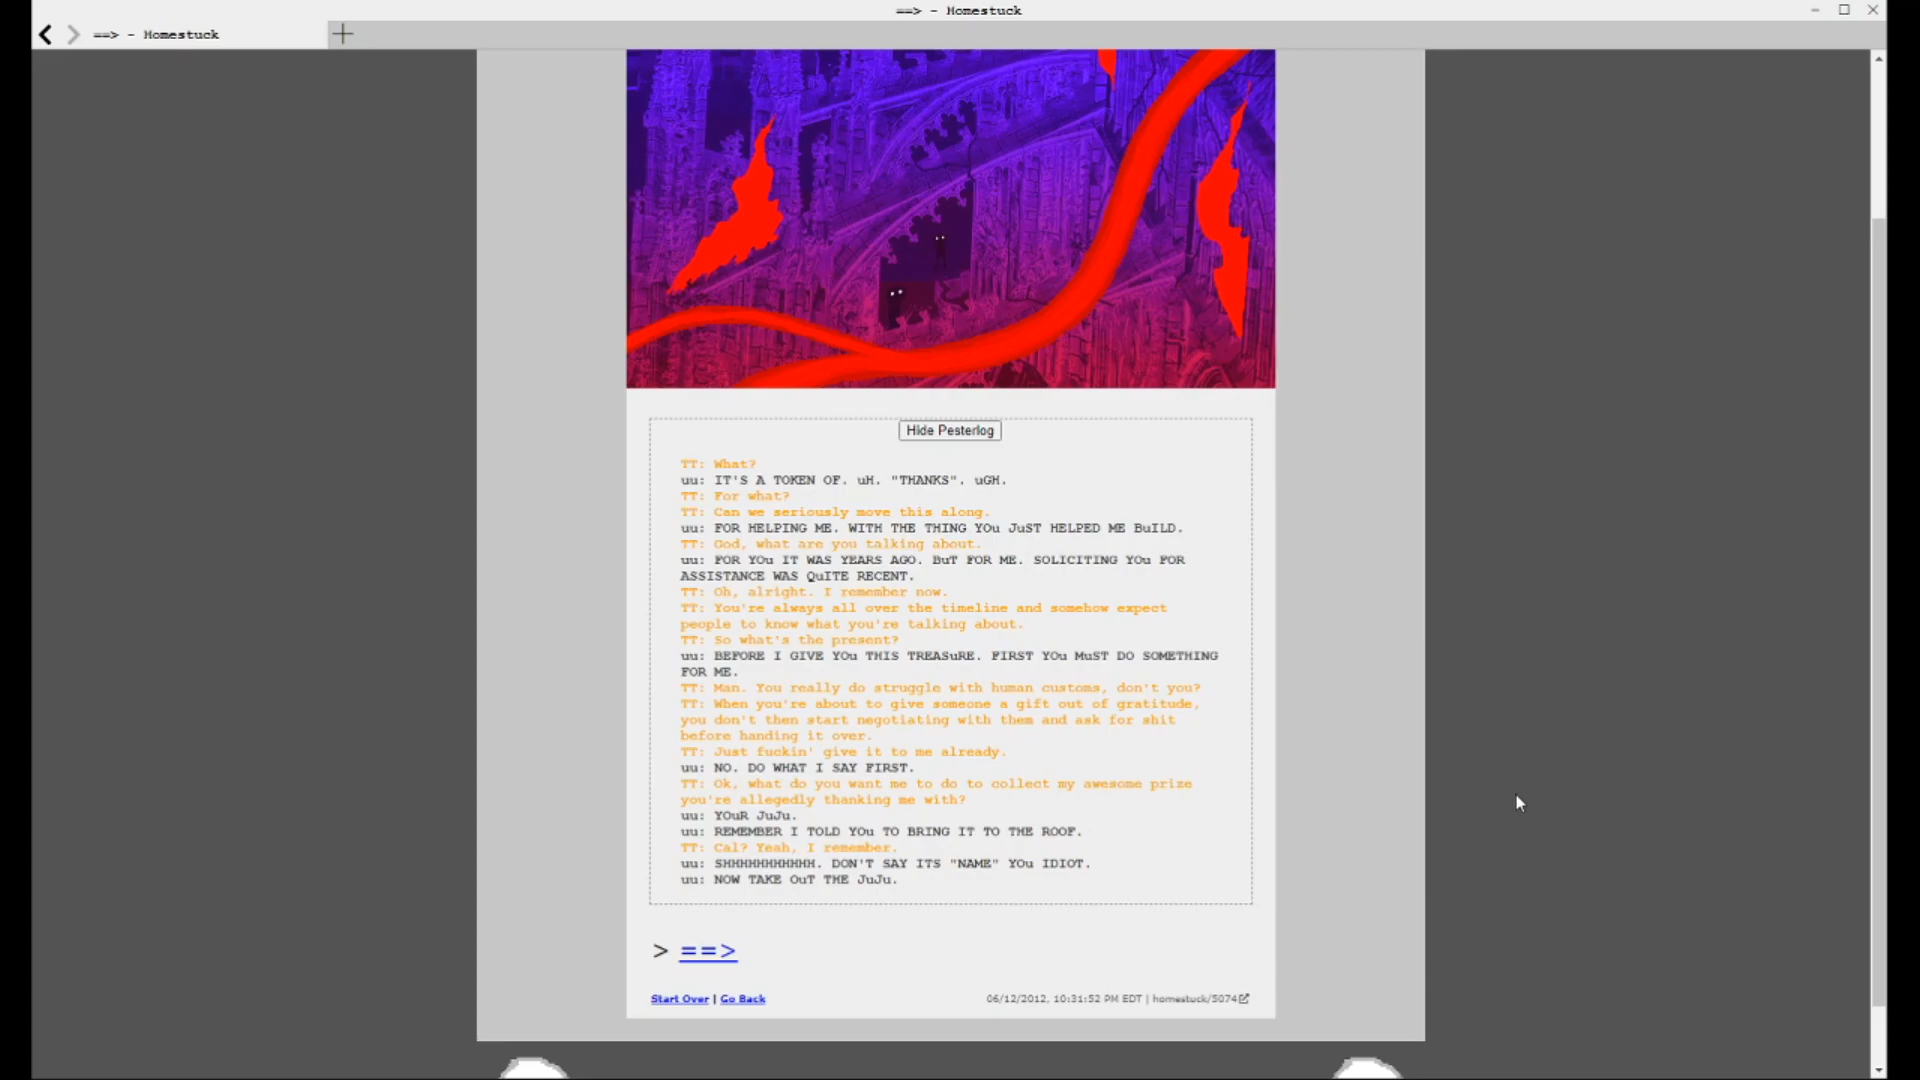 ==> - Homestuck
==> - Homestuck
Hide Pesterlog
TT: What?
uu: IT'S A TOKEN OF. uH. "THANKS". uGH.
TT: For what?
TT: Can we seriously move this along.
uu: FOR HELPING ME. WITH THE THING YOu JuST HELPED ME BuILD.
TT: God, what are you talking about.
uu: FOR YOu IT WAS YEARS AGO. BuT FOR ME. SOLICITING YOu FOR
ASSISTANCE WAS QuITE RECENT.
TT: Oh, alright. I remember now.
TT: You're always all over the timeline and somehow expect
people to know what you're talking about.
TT: So what's the present?
uu: BEFORE I GIVE YOu THIS TREASuRE. FIRST YOu MuST DO SOMETHING
FOR ME.
TT: Man. You really do struggle with human customs, don't you?
TT: When you're about to give someone a gift out of gratitude,
you don't then start negotiating with them and ask for shit
before handing it over.
TT: Just fuckin' give it to me already.
uu: NO. DO WHAT I SAY FIRST.
TT: Ok, what do you want me to do to collect my awesome prize
you're allegedly thanking me with?
uu: YOuR JuJu.
uu: REMEMBER I TOLD YOu TO BRING IT TO THE ROOF.
TT: Cal? Yeah, I remember.
uu: SHHHHHHHHHHH. DON'T SAY ITS "NAME" YOu IDIOT.
uu: NOW TAKE OuT THE JuJu.
> ==>
Start Over | Go Back
06/12/2012, 10:31:52 PM EDT | homestuck/5074